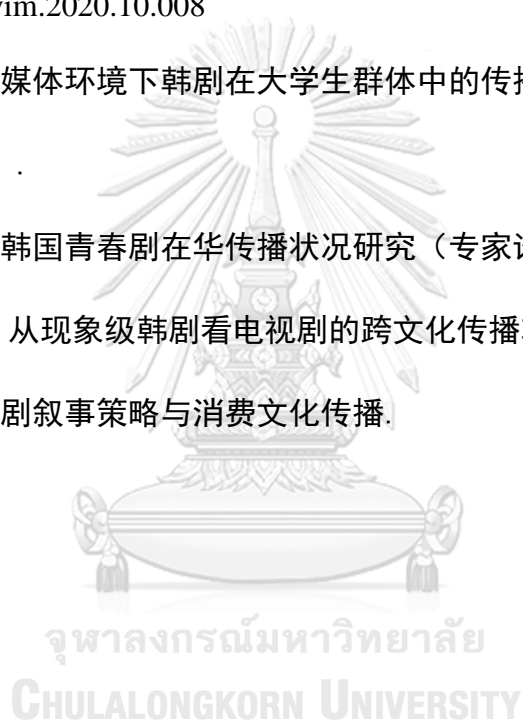 vim.2020.10.008
媒体环境下韩剧在大学生群体中的传播
.
韩国青春剧在华传播状况研究（专家
从现象级韩剧看电视剧的跨文化传播
剧叙事策略与消费文化传播.
จุฬาลงกรณ์มหาวิทยาลัย
CHULALONGKORN UNIVERSITY